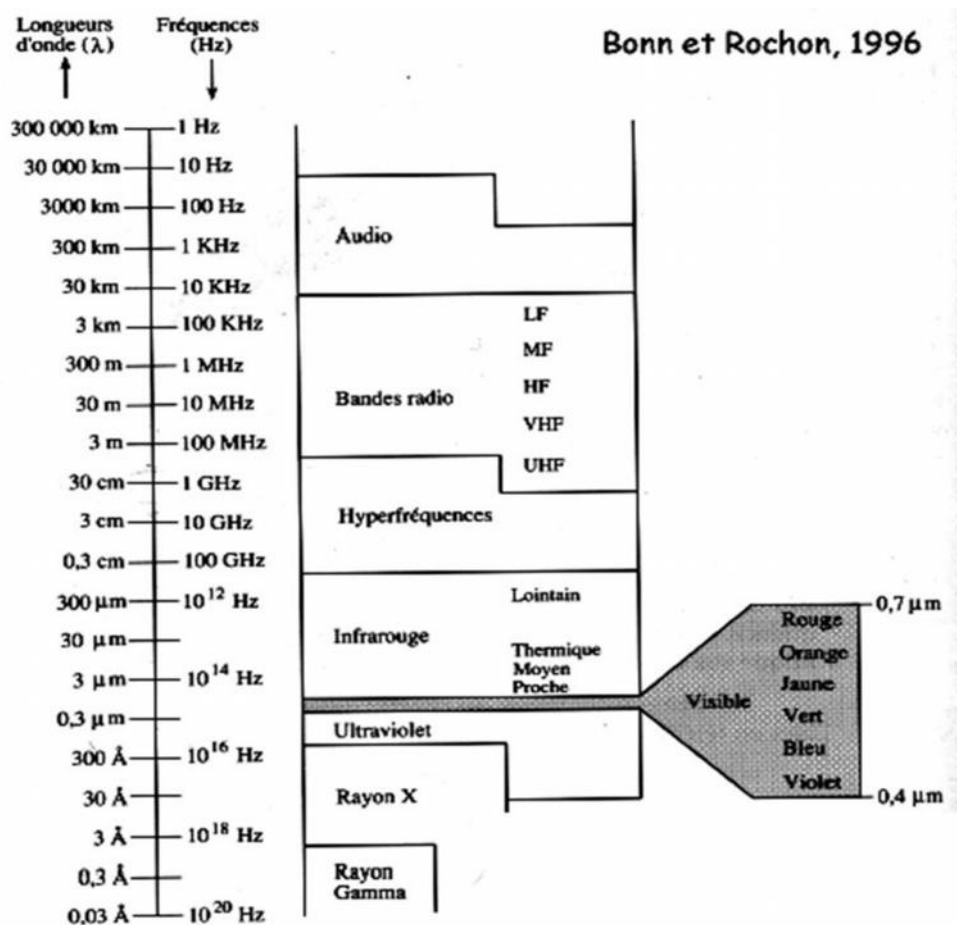 Longueurs d'onde (λ)
Fréquences (Hz)
Bonn et Rochon, 1996
300 000 km 1 Hz
30 000 km 10 Hz
3000 km 100 Hz
300 km 1 KHz
30 km 10 KHz
3 km 100 KHz
300 m 1 MHz
30 m 10 MHz
3 m 100 MHz
30 cm 1 GHz
3 cm 10 GHz
0,3 cm 100 GHz
300 µm 10¹² Hz
30 µm
3 µm 10¹⁴ Hz
0,3 µm
300 Å 10¹⁶ Hz
30 Å
3 Å 10¹⁸ Hz
0,3 Å
0,03 Å 10²⁰ Hz
Audio
Bandes radio
LF
MF
HF
VHF
UHF
Hyperfréquences
Infrarouge
Lointain
Thermique
Moyen
Proche
Ultraviolet
Rayon X
Rayon
Gamma
Visible
0,7 µm
Rouge
Orange
Jaune
Vert
Bleu
Violet
0,4 µm